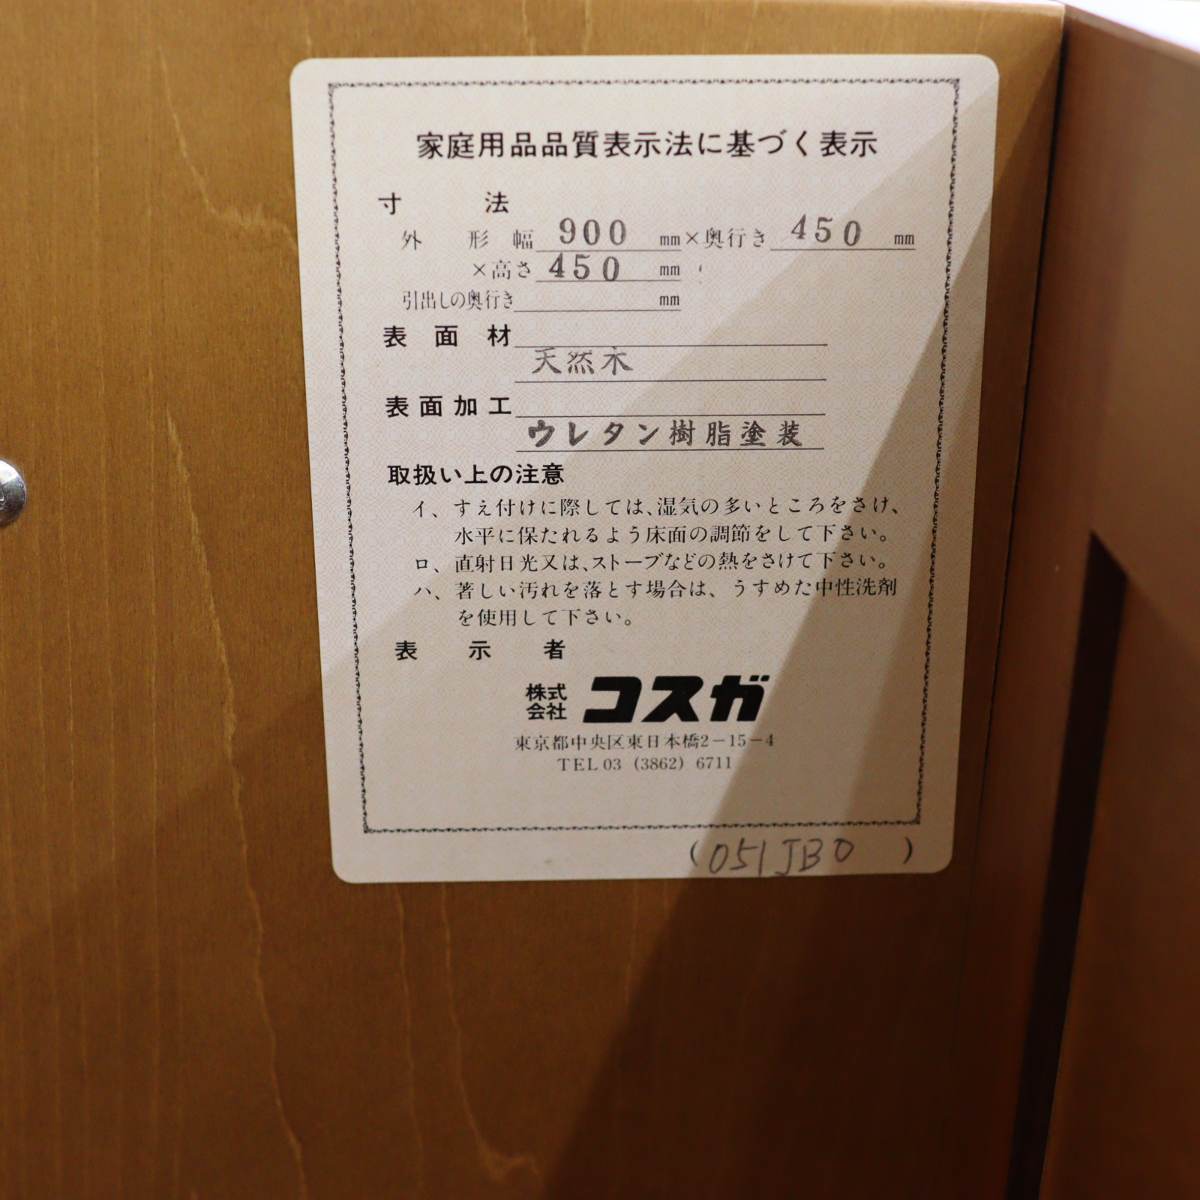 家庭用品品質表示法に基づく表示
寸法
外形 幅 900 mm×奥行き 450 mm
×高さ 450 mm
引出しの奥行き mm
表面材
天然木
表面加工
ウレタン樹脂塗装
取扱い上の注意
イ、すえ付けに際しては、湿気の多いところをさけ、
水平に保たれるよう床面の調節をして下さい。
ロ、直射日光又は、ストーブなどの熱をさけて下さい。
ハ、著しい汚れを落とす場合は、うすめた中性洗剤
を使用して下さい。
表示者
株式会社 コスガ
東京都中央区東日本橋2-15-4
TEL 03 (3862) 6711
(051JB0 )